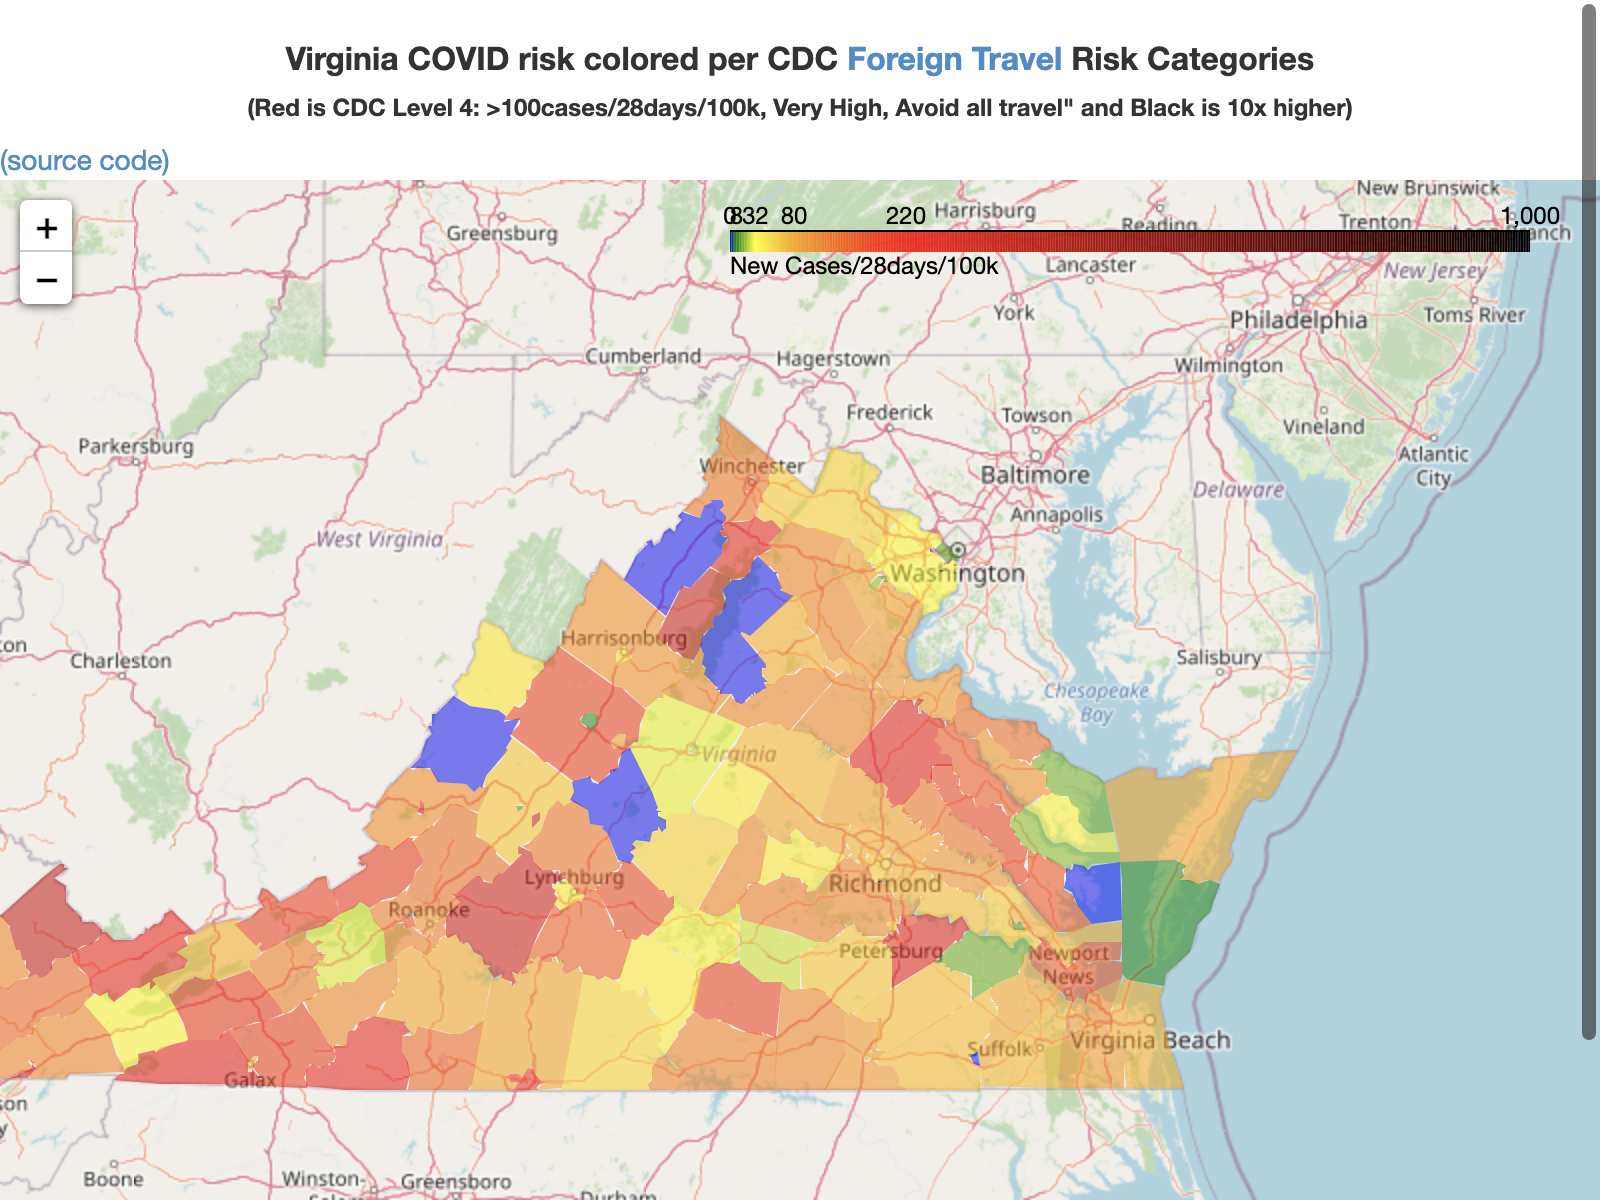 Virginia COVID risk colored per CDC Foreign Travel Risk Categories
(Red is CDC Level 4: >100cases/28days/100k, Very High, Avoid all travel" and Black is 10x higher)
(source code)
+
−
New Brunswick
0 8 32 80 220 1,000
Harrisburg
Reading
Trenton
Greensburg
New Cases/28days/100k
Lancaster
New Jersey
York
Philadelphia
Toms River
Cumberland
Hagerstown
Wilmington
Frederick
Towson
Vineland
Parkersburg
Winchester
Baltimore
Atlantic
City
Delaware
Annapolis
West Virginia
Washington
Harrisonburg
Charleston
Salisbury
Chesapeake
Bay
Virginia
Lynchburg
Richmond
Roanoke
Petersburg
Newport
News
Virginia Beach
Suffolk
Galax
Boone
Winston-
Greensboro
Durham